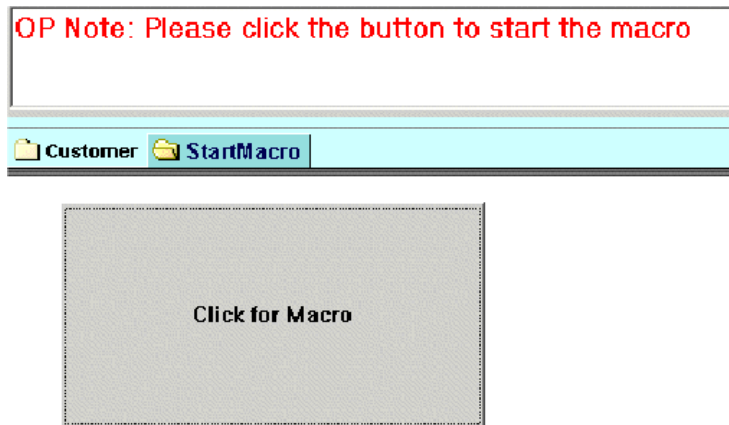 OP Note: Please click the button to start the macro
Customer StartMacro
Click for Macro